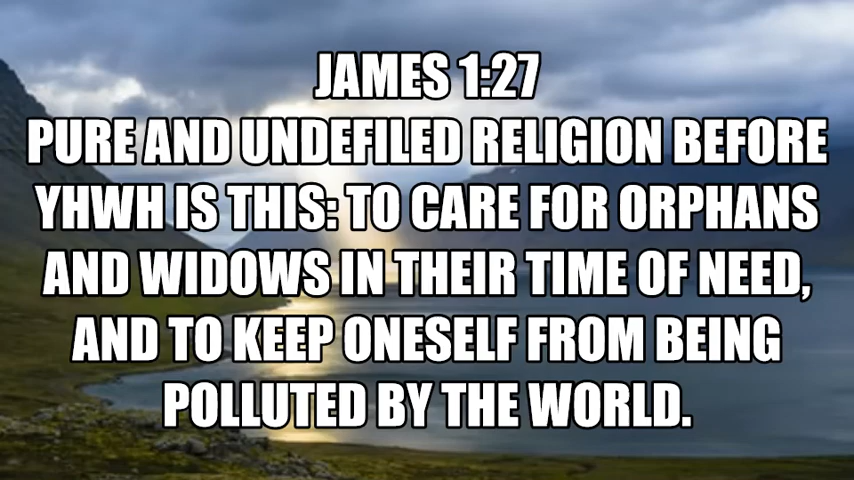 JAMES 1:27
PURE AND UNDEFILED RELIGION BEFORE
YHWH IS THIS: TO CARE FOR ORPHANS
AND WIDOWS IN THEIR TIME OF NEED,
AND TO KEEP ONESELF FROM BEING
POLLUTED BY THE WORLD.